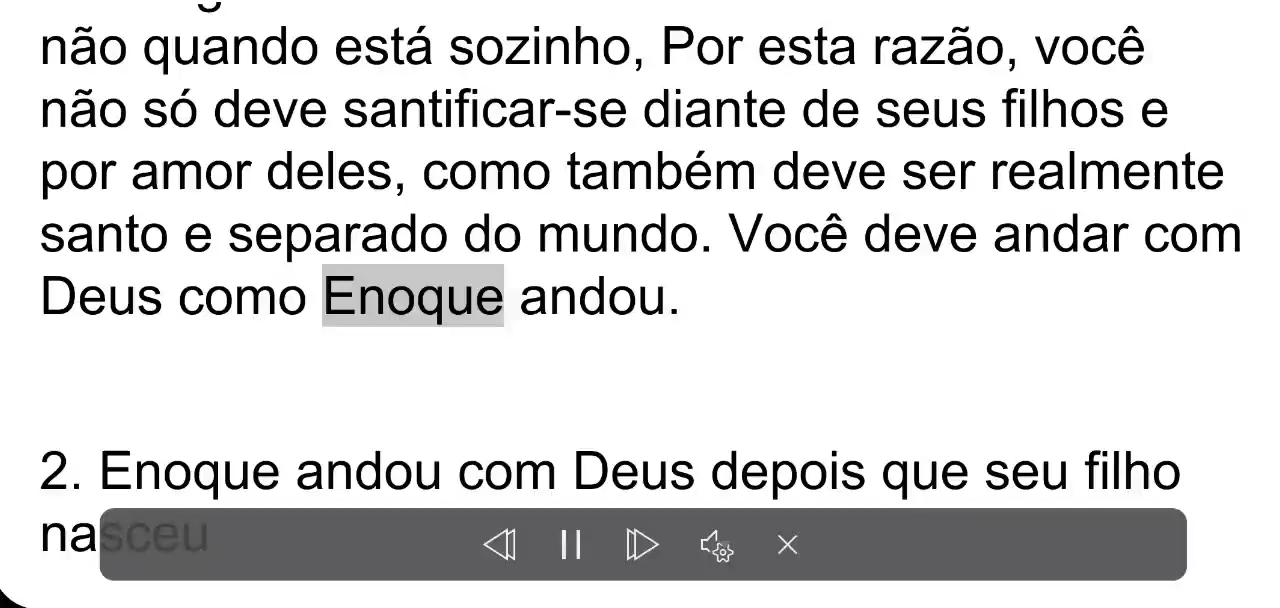 não quando está sozinho, Por esta razão, você
não só deve santificar-se diante de seus filhos e
por amor deles, como também deve ser realmente
santo e separado do mundo. Você deve andar com
Deus como Enoque andou.
2. Enoque andou com Deus depois que seu filho
nasceu